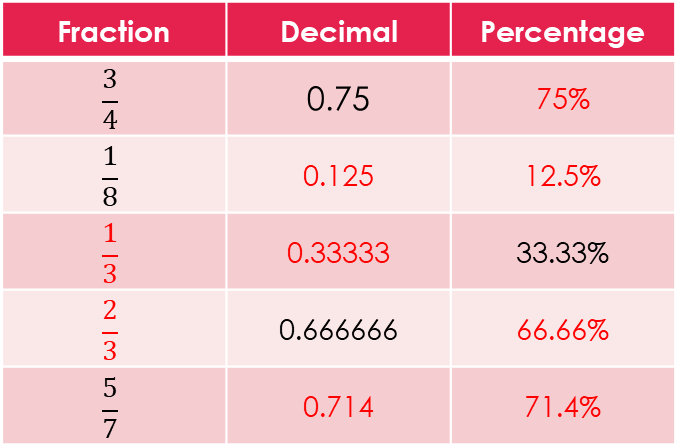 Fraction Decimal Percentage
3/4 0.75 75%
1/8 0.125 12.5%
1/3 0.33333 33.33%
2/3 0.666666 66.66%
5/7 0.714 71.4%